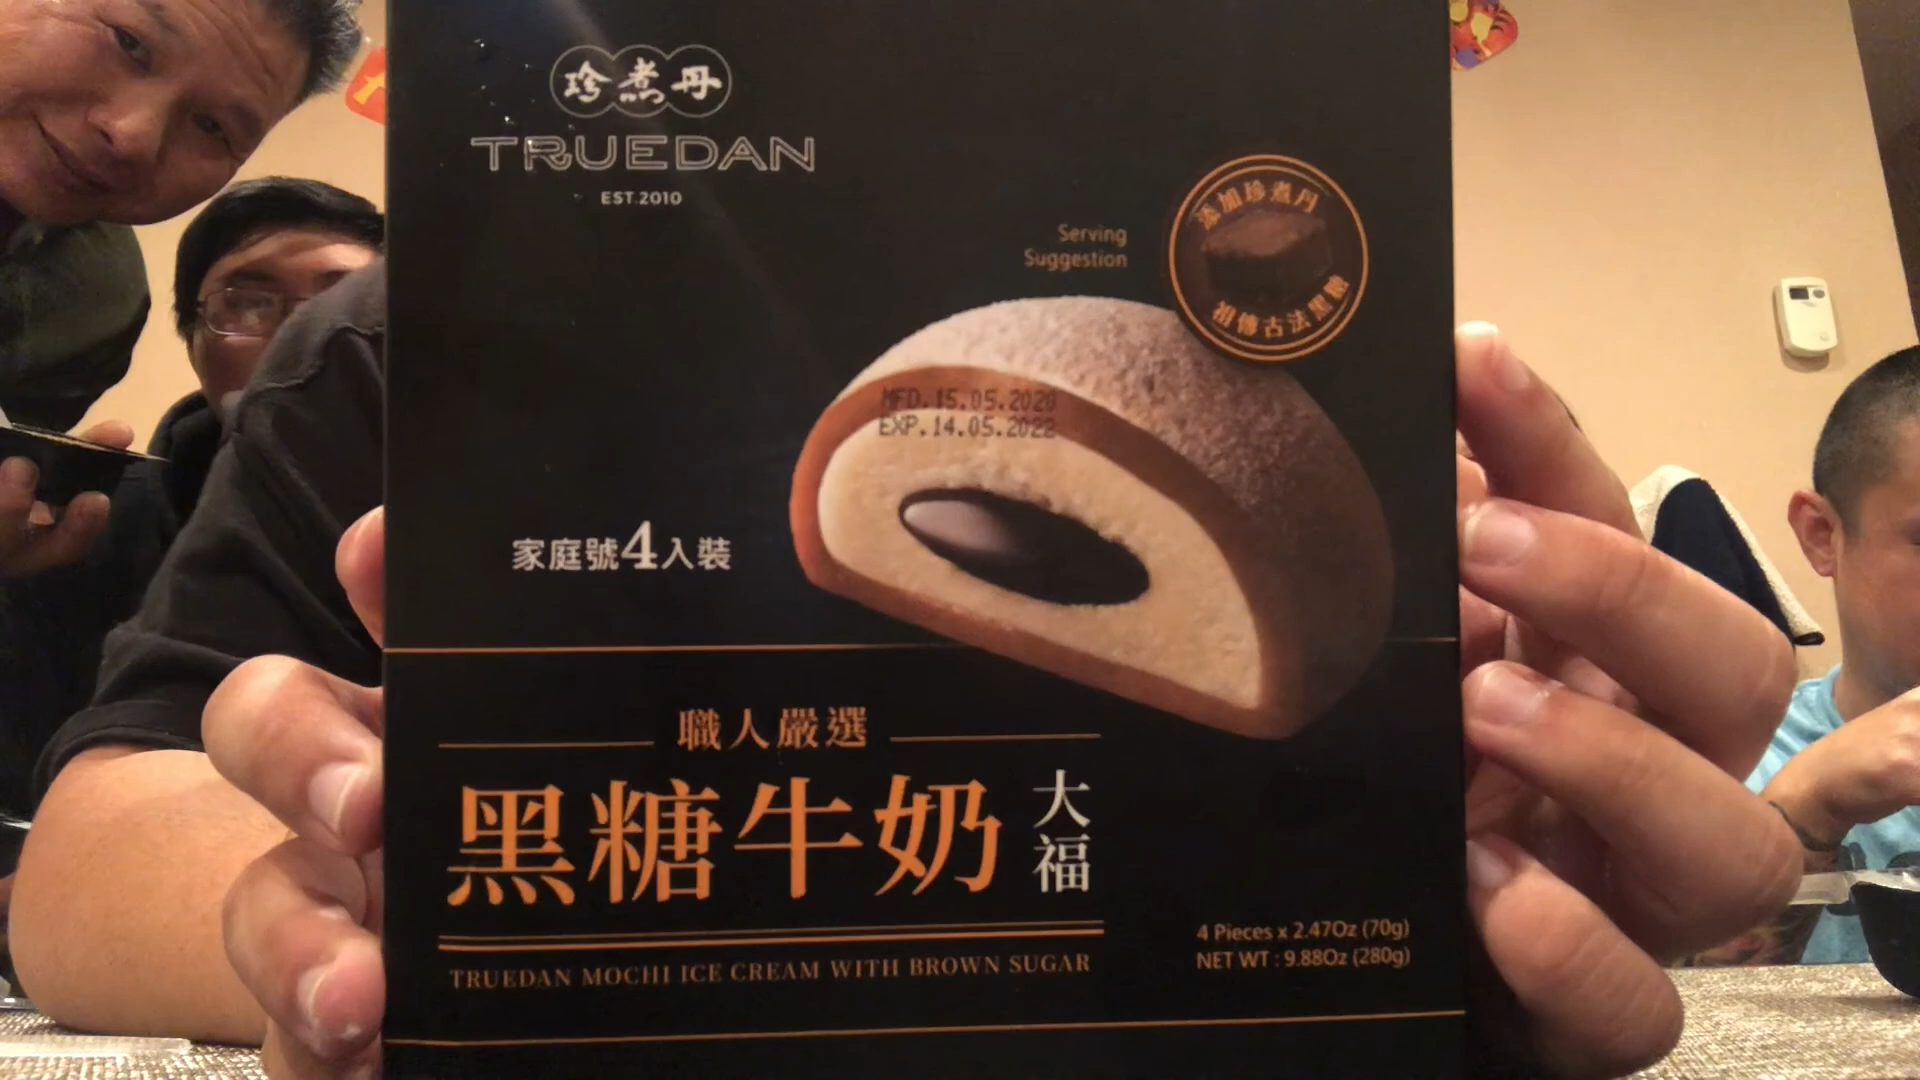 珍煮丹
TRUEDAN
EST.2010
添加珍煮丹
祖傳古法黑糖
Serving
Suggestion
MFD.15.05.2020
EXP.14.05.2022
家庭號4入裝
職人嚴選
黑糖牛奶
大福
TRUEDAN MOCHI ICE CREAM WITH BROWN SUGAR
4 Pieces x 2.47Oz (70g)
NET WT : 9.88Oz (280g)